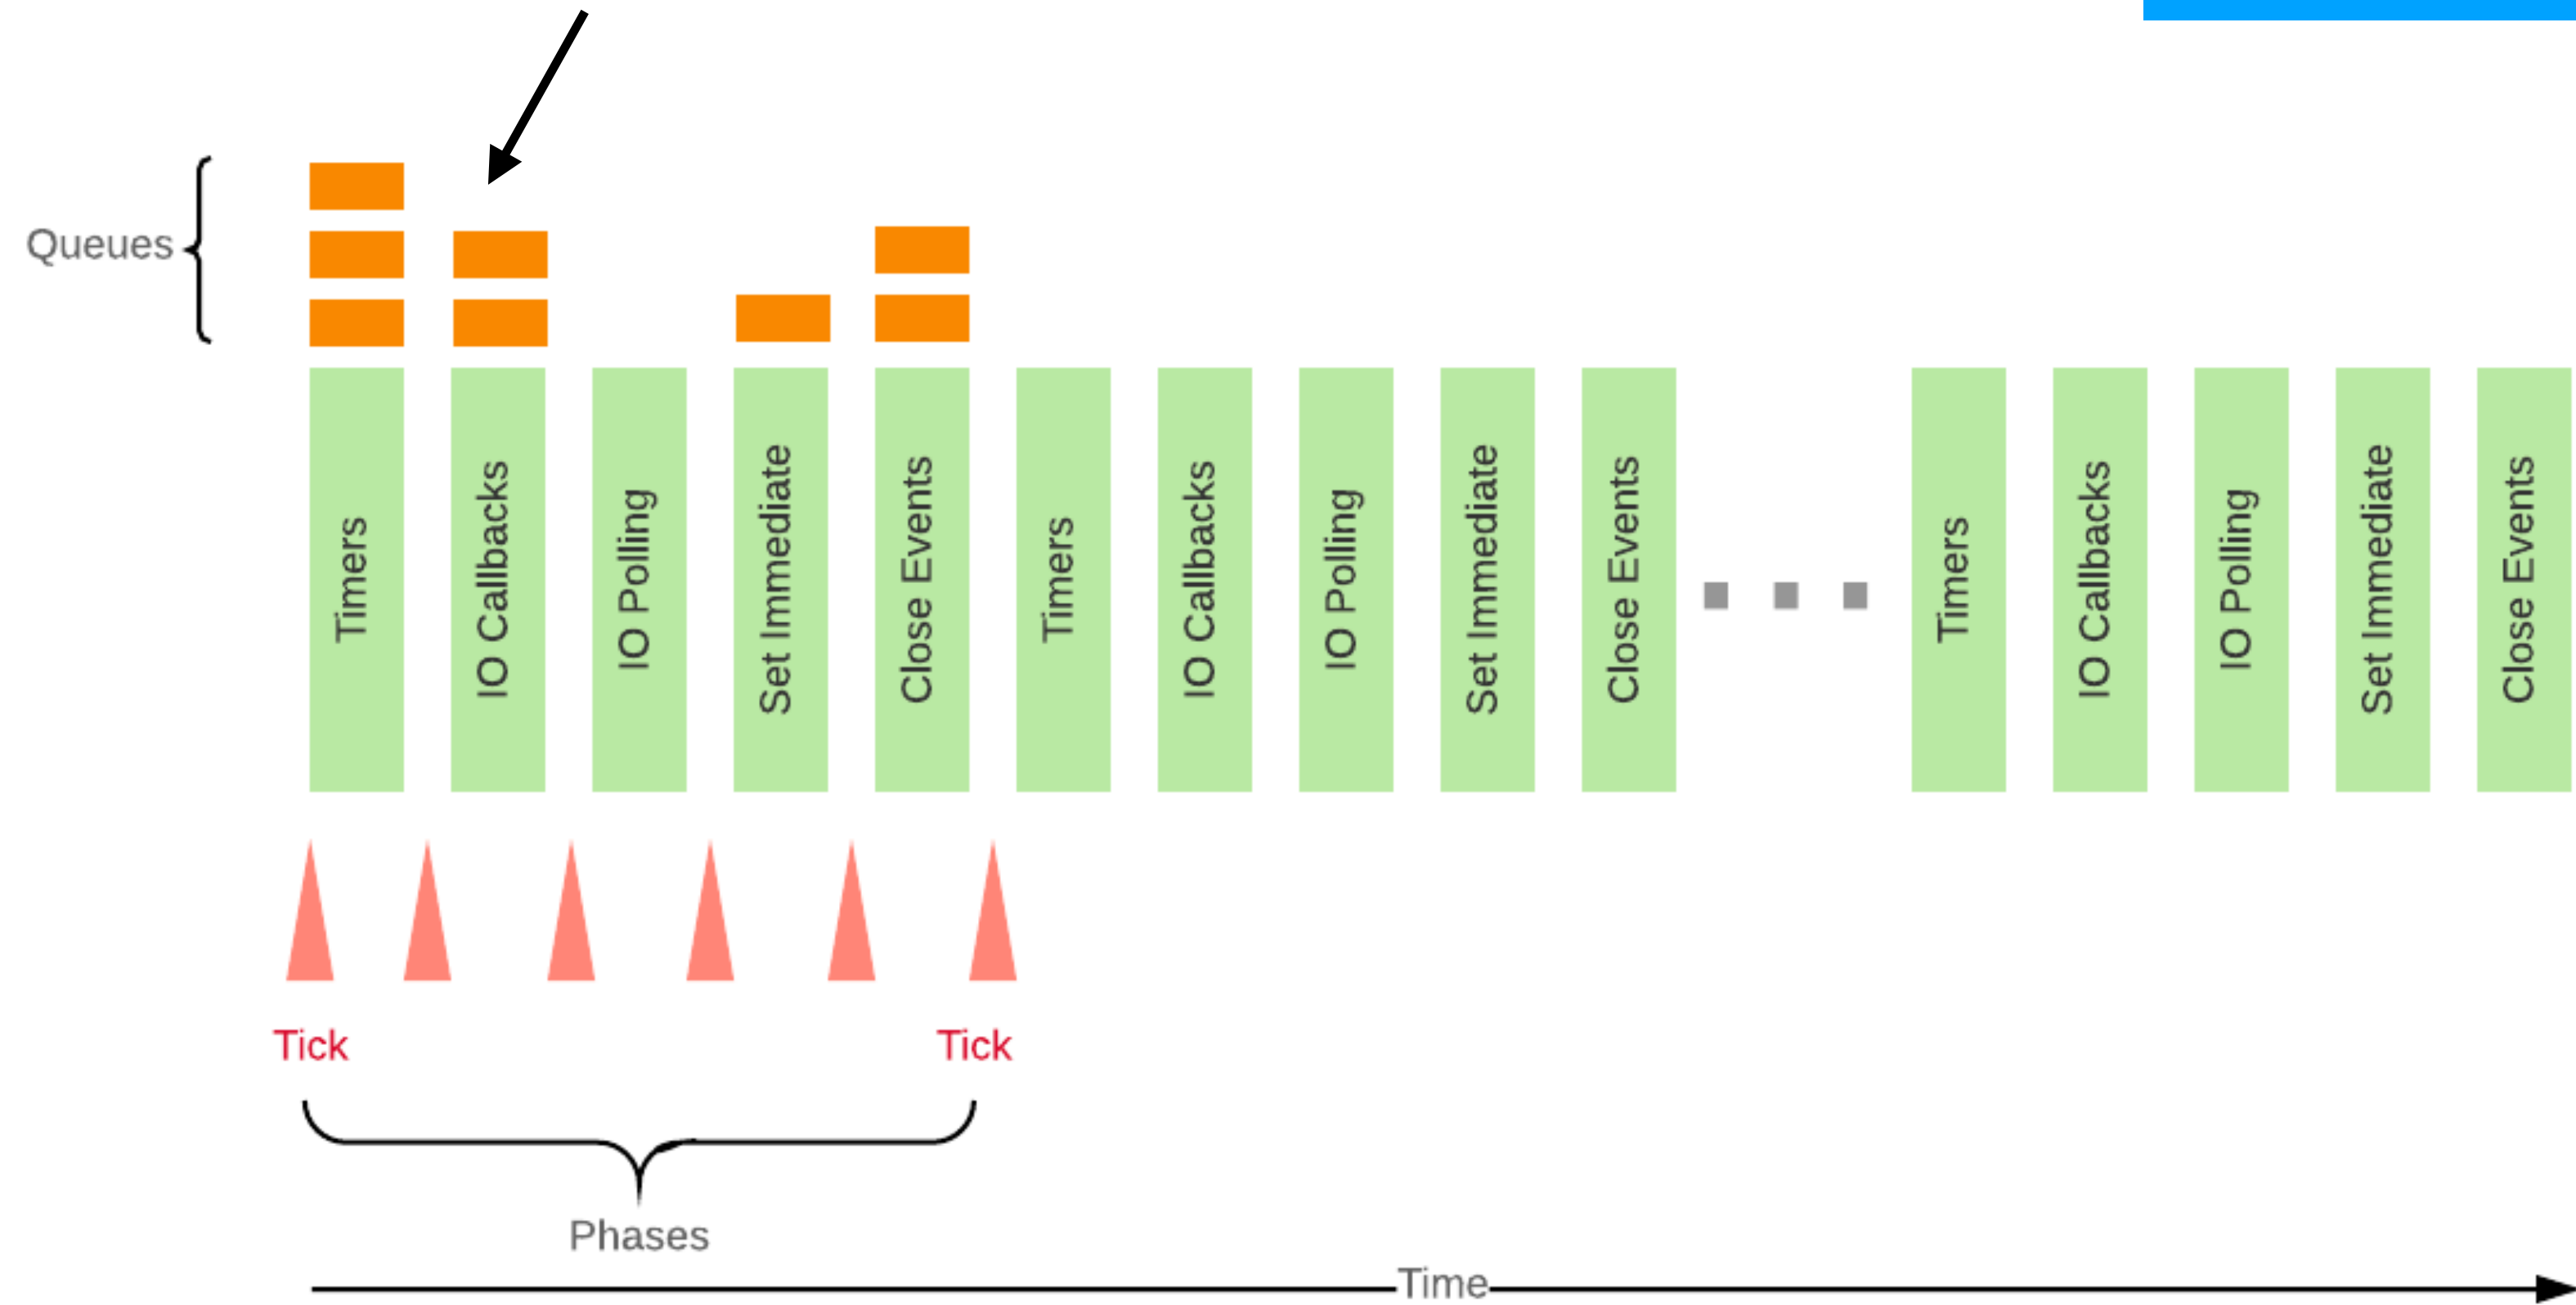 Queues
Timers
IO Callbacks
IO Polling
Set Immediate
Close Events
Timers
IO Callbacks
IO Polling
Set Immediate
Close Events
Timers
IO Callbacks
IO Polling
Set Immediate
Close Events
Tick
Tick
Phases
Time